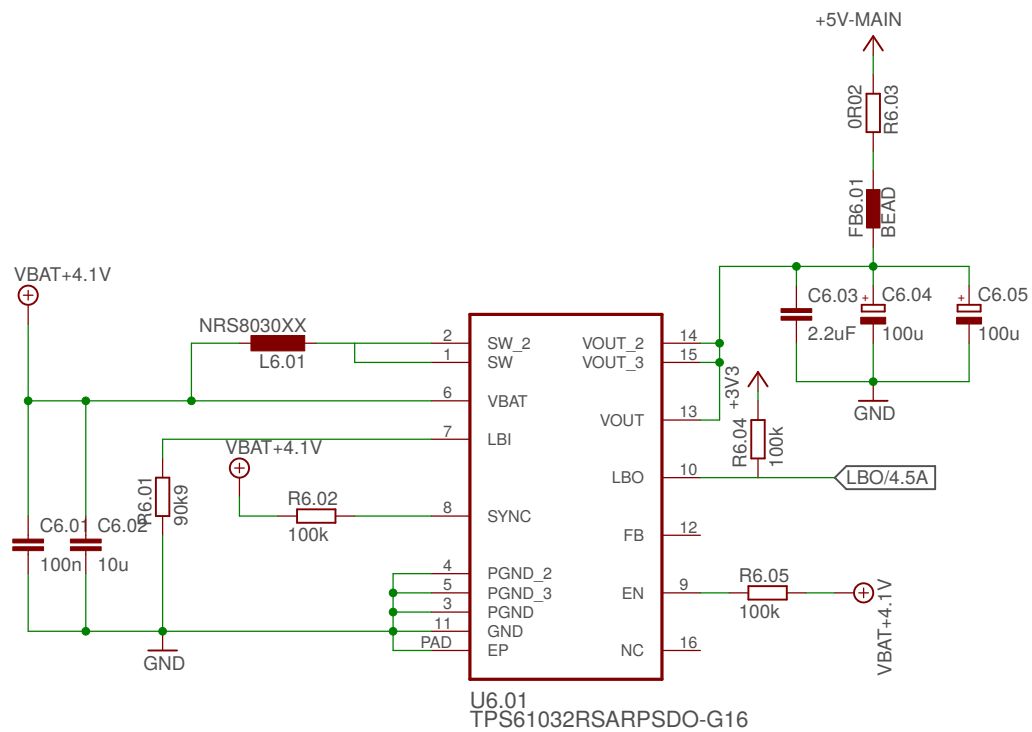 +5V-MAIN
0R02
R6.03
FB6.01
BEAD
VBAT+4.1V
C6.03
2.2uF
C6.04
100u
C6.05
100u
+
+
GND
NRS8030XX
L6.01
2
SW_2
1
SW
6
VBAT
7
LBI
VBAT+4.1V
R6.01
90k9
R6.02
100k
8
SYNC
C6.01
100n
C6.02
10u
4
PGND_2
5
PGND_3
3
PGND
11
GND
PAD
EP
GND
VOUT_2
14
VOUT_3
15
VOUT
13
+3V3
R6.04
100k
LBO
10
LBO/4.5A
FB
12
EN
9
R6.05
100k
VBAT+4.1V
NC
16
U6.01
TPS61032RSARPSDO-G16